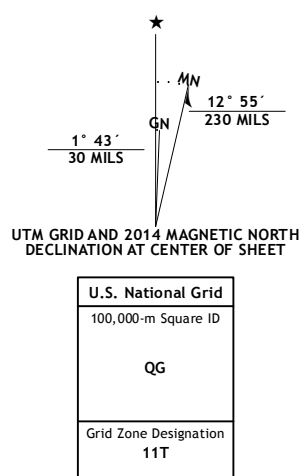 ★
MN
GN
12° 55´
230 MILS
1° 43´
30 MILS
UTM GRID AND 2014 MAGNETIC NORTH
DECLINATION AT CENTER OF SHEET
U.S. National Grid
100,000-m Square ID
QG
Grid Zone Designation
11T